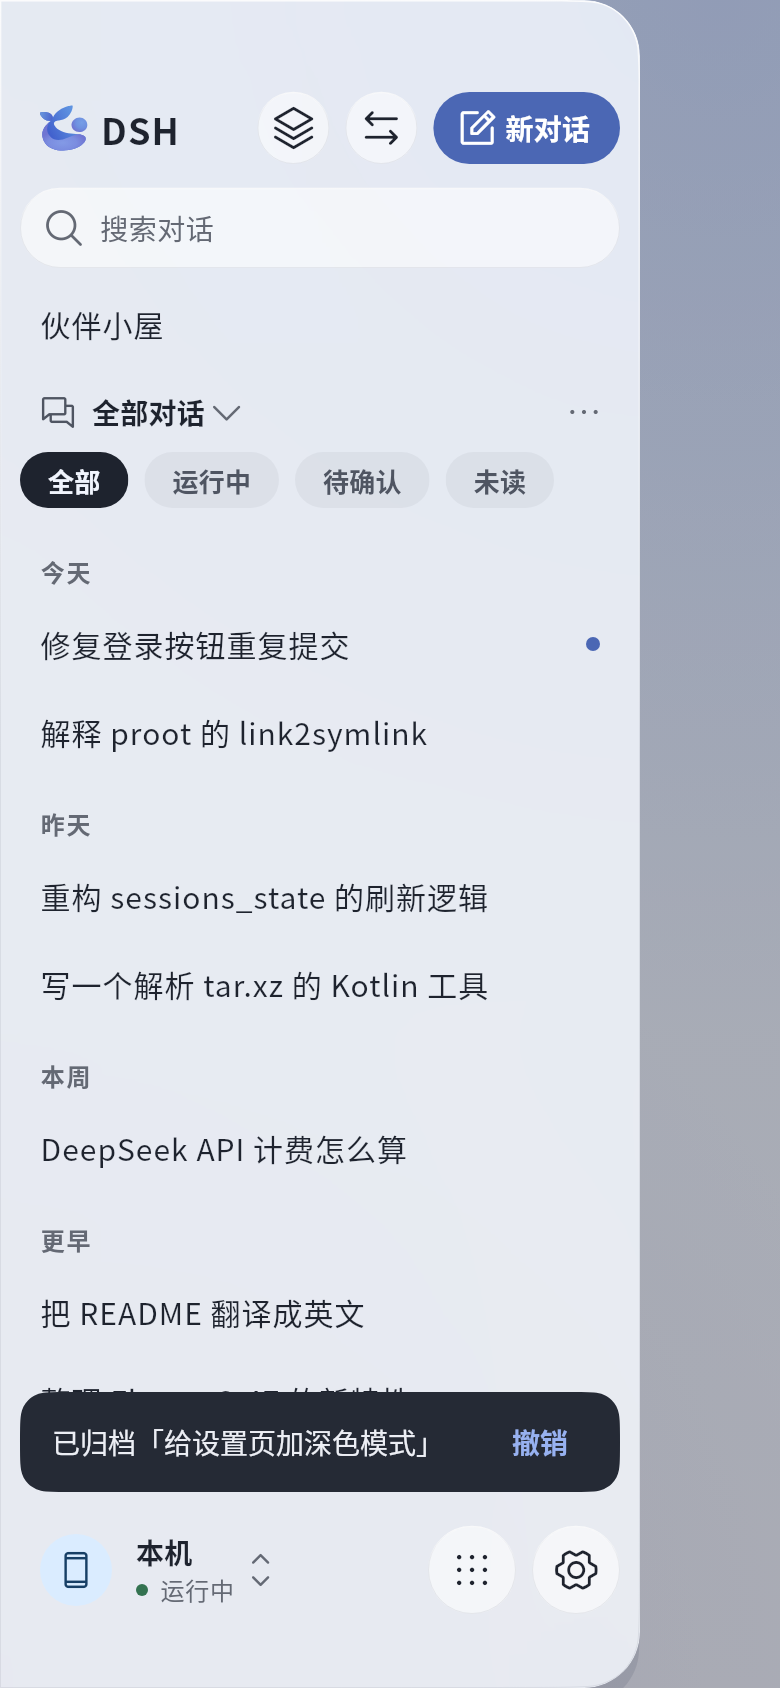 DSH
新对话
搜索对话
伙伴小屋
全部对话
全部 运行中 待确认 未读
今天
修复登录按钮重复提交
解释 proot 的 link2symlink
昨天
重构 sessions_state 的刷新逻辑
写一个解析 tar.xz 的 Kotlin 工具
本周
DeepSeek API 计费怎么算
更早
把 README 翻译成英文
已归档「给设置页加深色模式」 撤销
本机
运行中